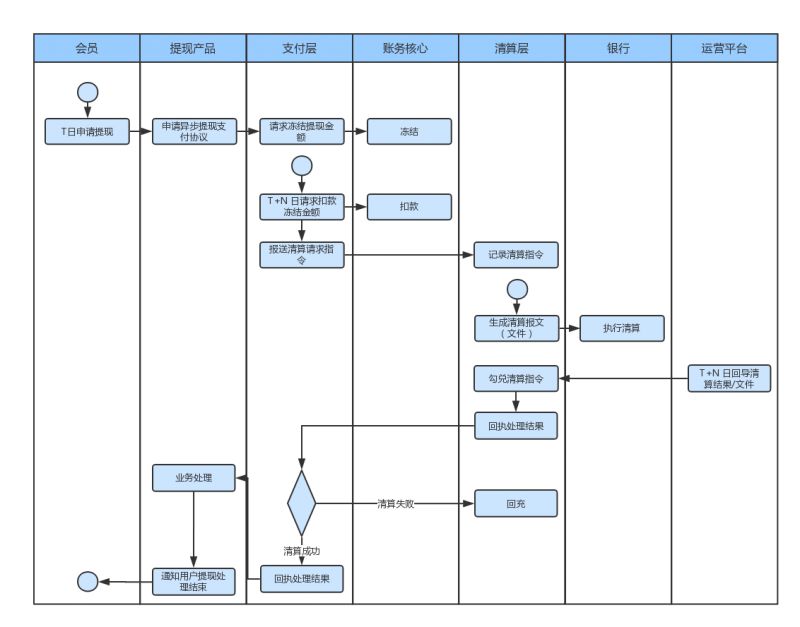 会员
提现产品
支付层
账务核心
清算层
银行
运营平台
T日申请提现
申请异步提现支
付协议
请求冻结提现金
额
冻结
T+N 日请求扣款
冻结金额
扣款
报送清算请求指
令
记录清算指令
生成清算报文
（文件）
执行清算
勾兑清算指令
T+N 日回导清
算结果/文件
回执处理结果
业务处理
清算失败
回充
清算成功
通知用户提现处
理结束
回执处理结果